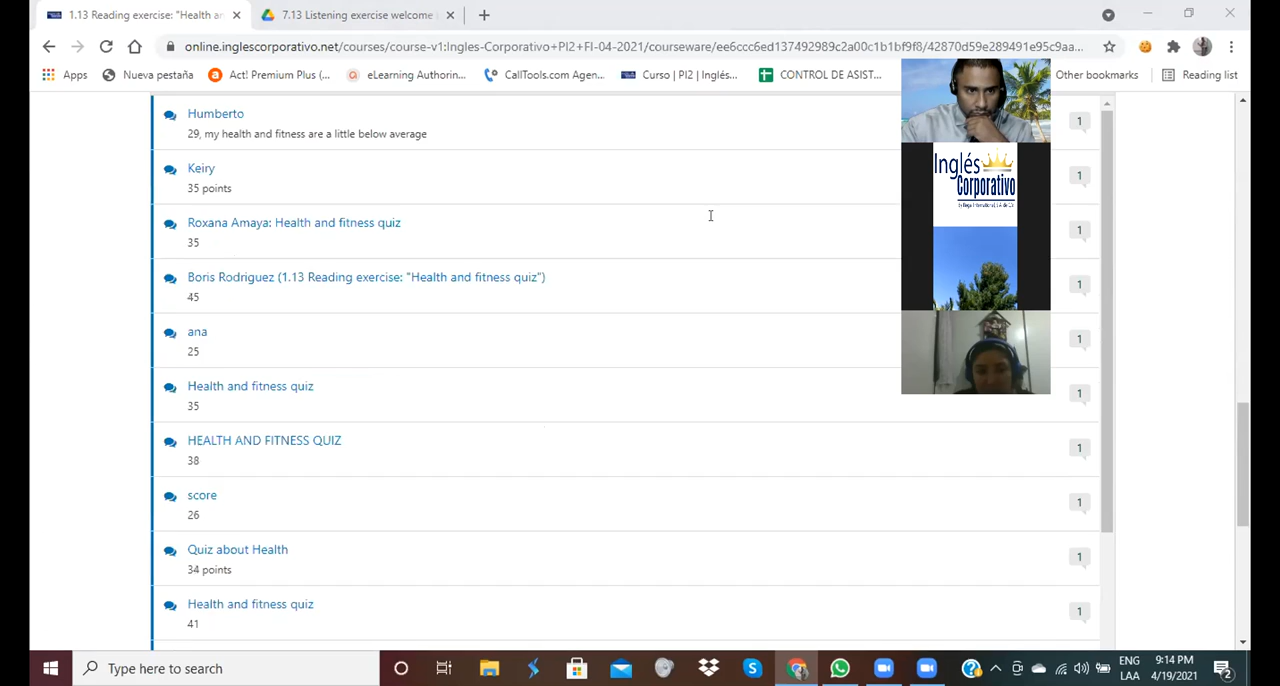 1.13 Reading exercise: "Health an
7.13 Listening exercise welcome
online.inglescorporativo.net/courses/course-v1:Ingles-Corporativo+PI2+FI-04-2021/courseware/ee6ccc6ed137492989c2a00c1b1bf9f8/42870d59e289491e95c9aa...
Apps
Nueva pestaña
Act! Premium Plus (...
eLearning Authorin...
CallTools.com Agen...
Curso | PI2 | Inglés...
CONTROL DE ASIST...
Other bookmarks
Reading list
Humberto
1
29, my health and fitness are a little below average
Inglés
Corporativo
Keiry
1
35 points
Roxana Amaya: Health and fitness quiz
1
35
Boris Rodriguez (1.13 Reading exercise: "Health and fitness quiz")
1
45
ana
1
25
Health and fitness quiz
1
35
HEALTH AND FITNESS QUIZ
1
38
score
1
26
Quiz about Health
1
34 points
Health and fitness quiz
1
41
Type here to search
ENG
LAA
9:14 PM
4/19/2021
2